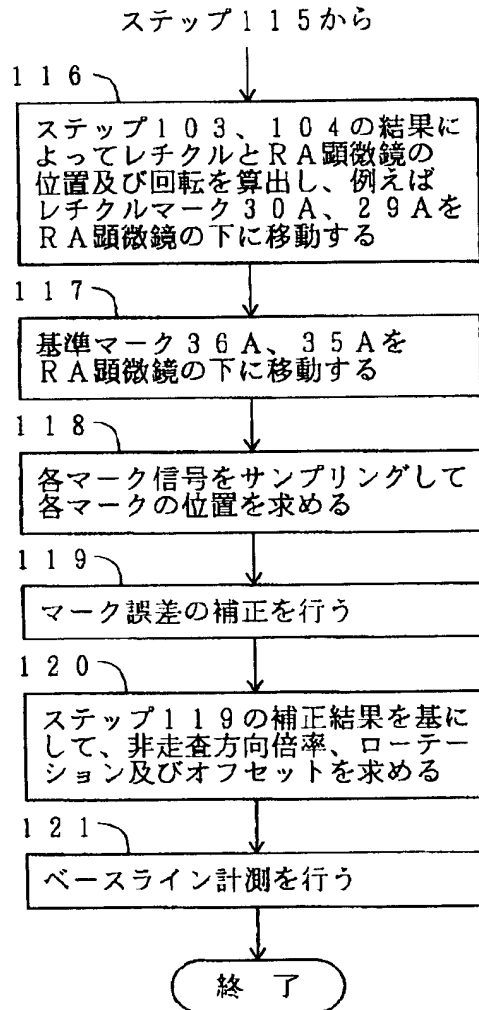 ステップ115から
116
ステップ103、104の結果に
よってレチクルとRA顕微鏡の
位置及び回転を算出し、例えば
レチクルマーク30A、29Aを
RA顕微鏡の下に移動する
117
基準マーク36A、35Aを
RA顕微鏡の下に移動する
118
各マーク信号をサンプリングして
各マークの位置を求める
119
マーク誤差の補正を行う
120
ステップ119の補正結果を基に
して、非走査方向倍率、ローテー
ション及びオフセットを求める
121
ベースライン計測を行う
終 了